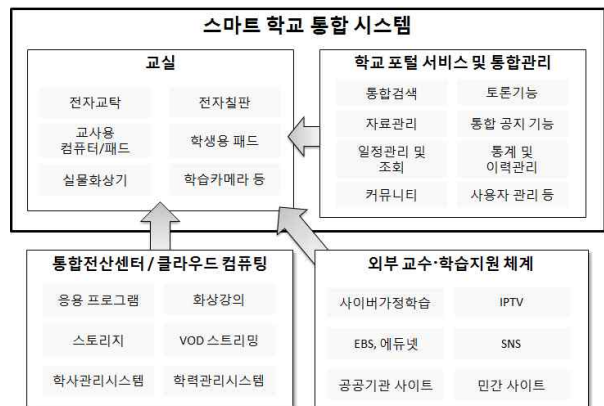 스마트 학교 통합 시스템
교실
전자교탁
전자칠판
교사용
컴퓨터/패드
학생용 패드
실물화상기
학습카메라 등
학교 포털 서비스 및 통합관리
통합검색
토론기능
자료관리
통합 공지 기능
일정관리 및
조회
통계 및
이력관리
커뮤니티
사용자 관리 등
통합전산센터 / 클라우드 컴퓨팅
응용 프로그램
화상강의
스토리지
VOD 스트리밍
학사관리시스템
학력관리시스템
외부 교수·학습지원 체계
사이버가정학습
IPTV
EBS, 에듀넷
SNS
공공기관 사이트
민간 사이트